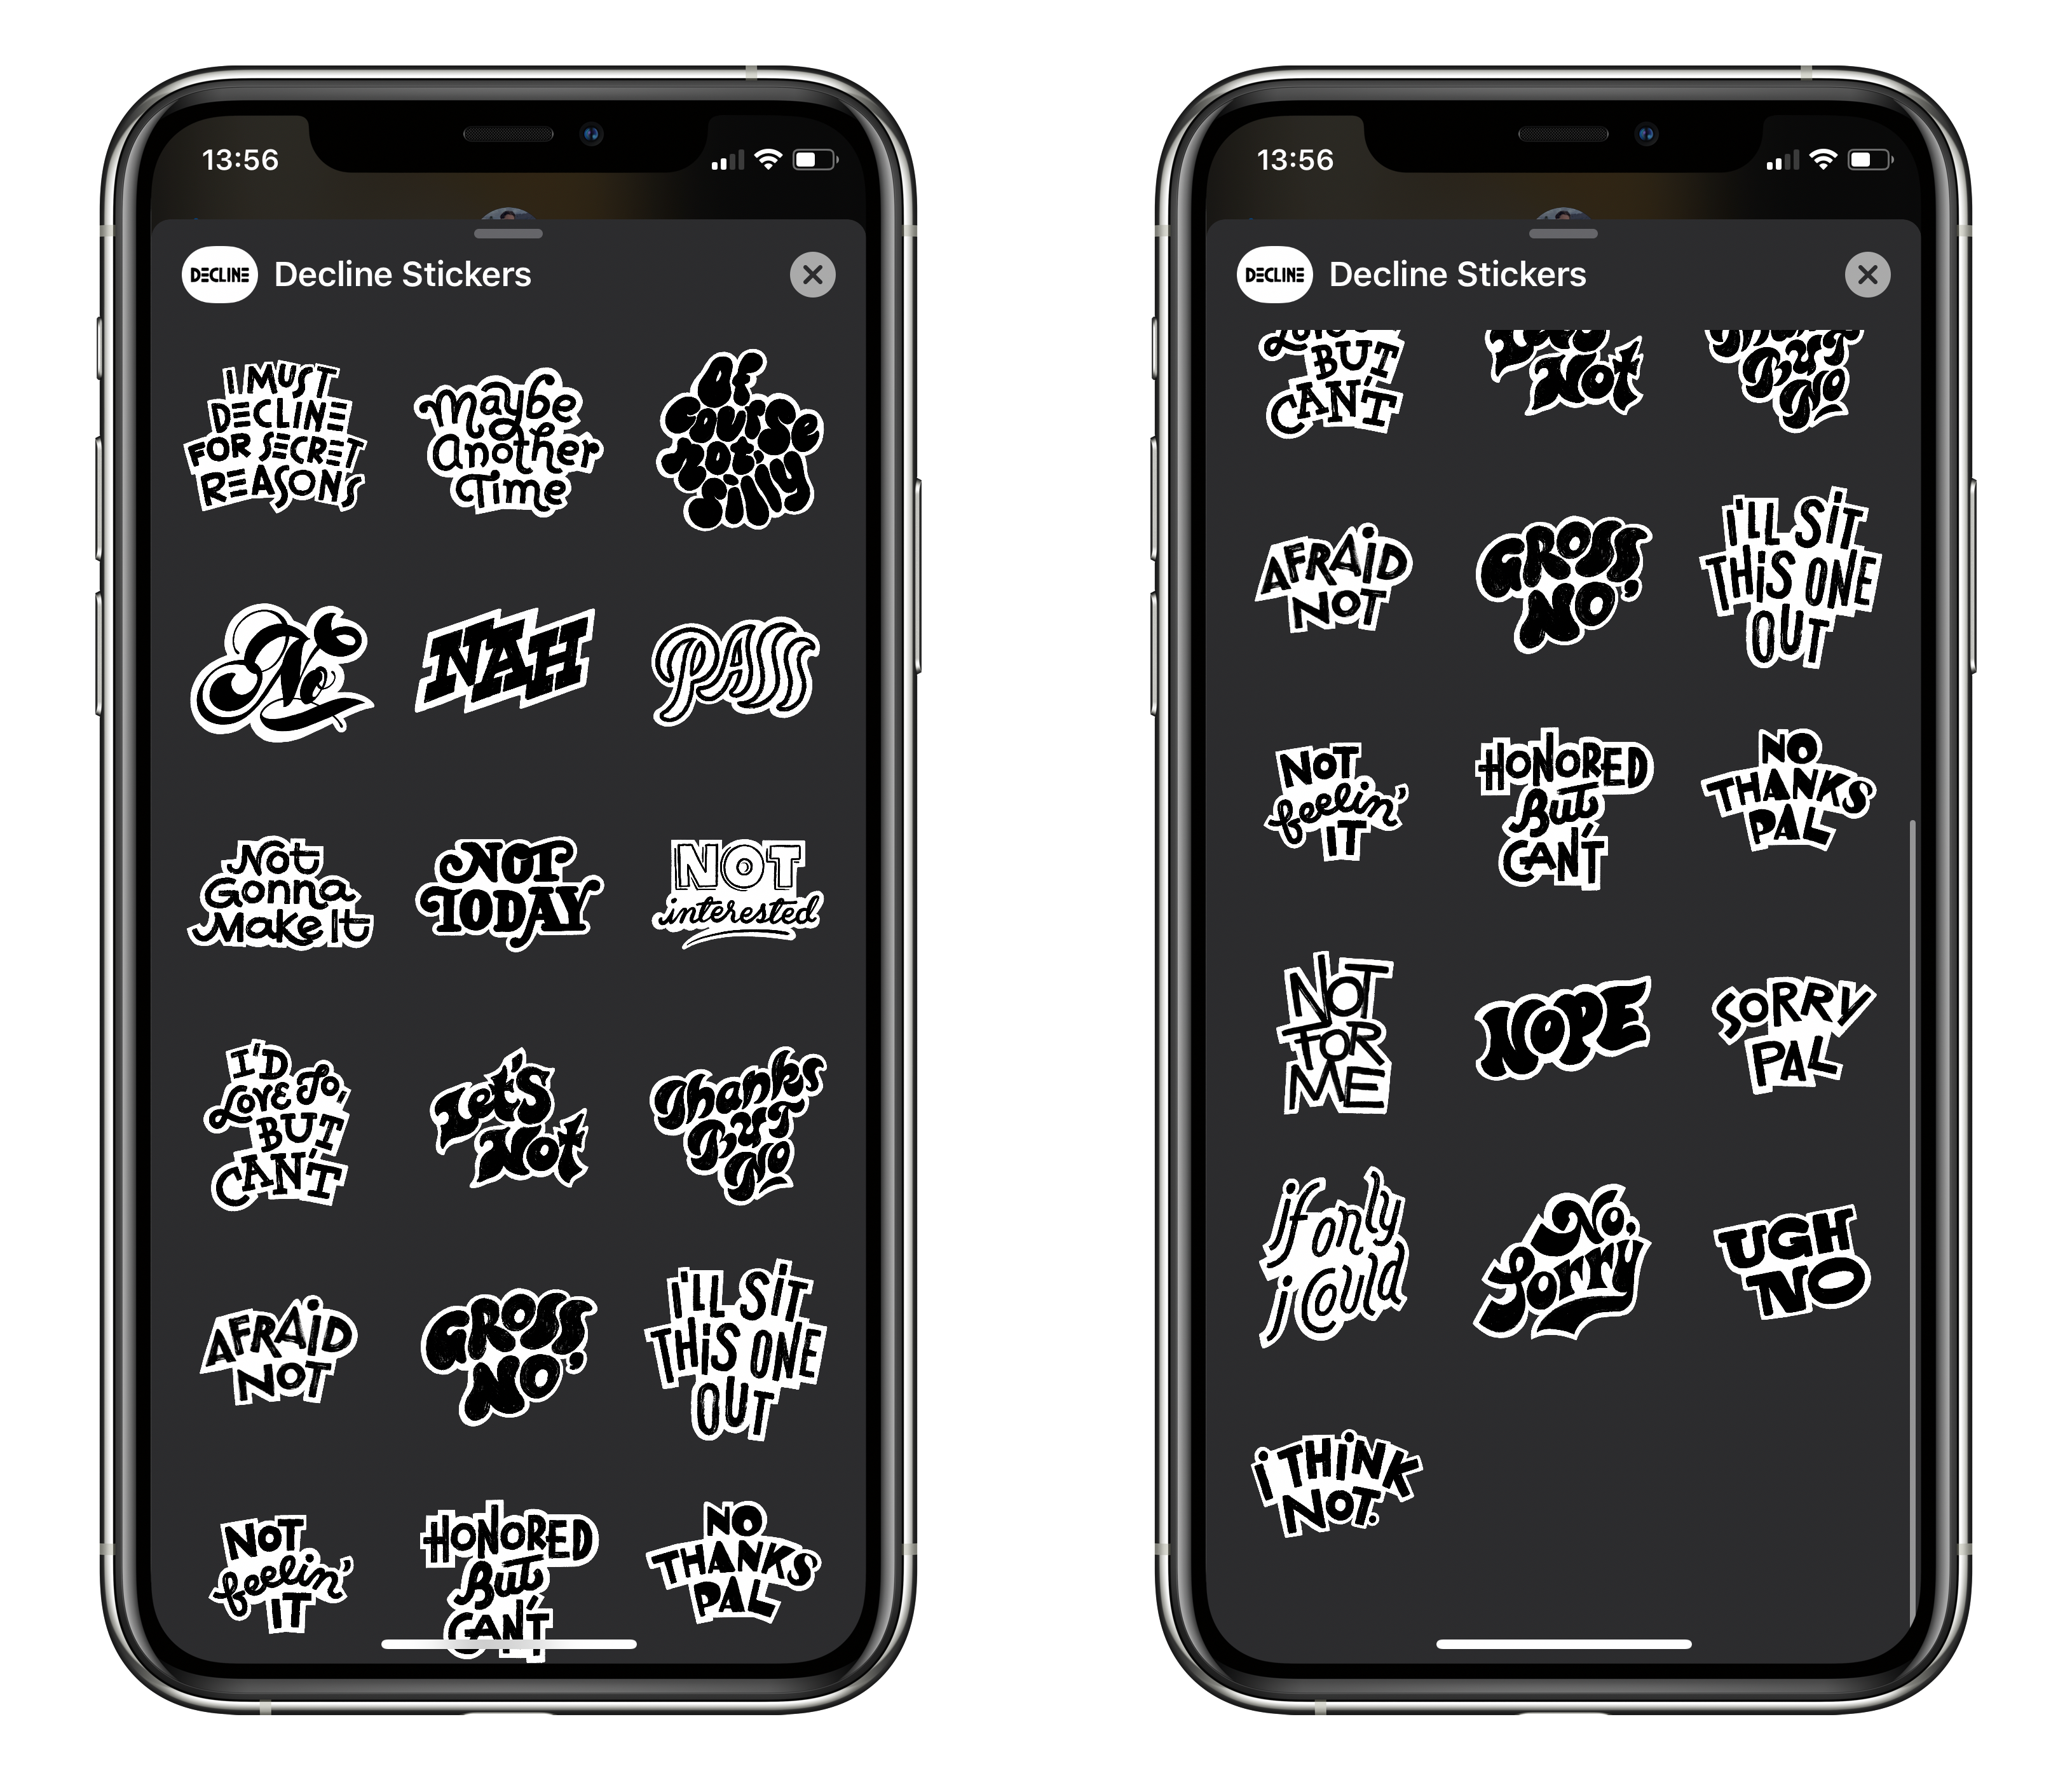 13:56
DECLINE
Decline Stickers
I MUST
DECLINE
FOR SECRET
REASONS
Maybe
Another
Time
Of
Course
not,
Silly
No
NAH
PASS
Not
Gonna
Make It
NOT
TODAY
NOT
interested
I'D
Love To,
BUT
CAN'T
Let's
Not
Thanks
But
No
AFRAID
NOT
GROSS,
NO
I'LL SIT
THIS ONE
OUT
NOT
feelin'
IT
HONORED
But
CAN'T
NO
THANKS
PAL
13:56
DECLINE
Decline Stickers
Love To,
BUT
CAN'T
Let's
Not
Thanks
But
No
AFRAID
NOT
GROSS,
NO
I'LL SIT
THIS ONE
OUT
NOT
feelin'
IT
HONORED
But
CAN'T
NO
THANKS
PAL
NOT
FOR
ME
NOPE
SORRY
PAL
if only
i Could
No,
Sorry
UGH
NO
I THINK
NOT.